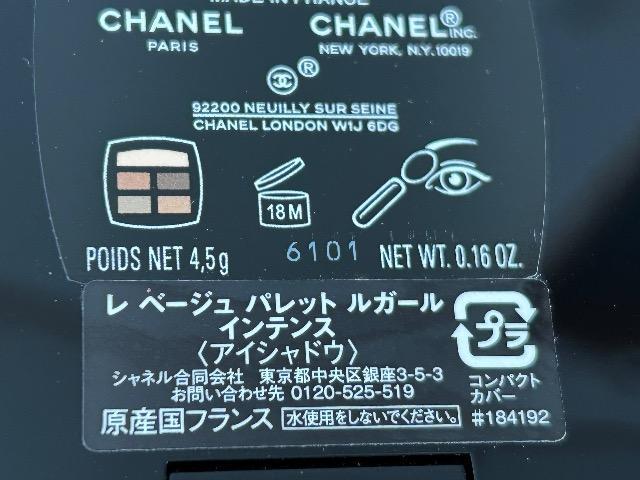 MADE IN FRANCE
CHANEL
PARIS
CHANEL® INC.
NEW YORK, N.Y. 10019
®
92200 NEUILLY SUR SEINE
CHANEL LONDON W1J 6DG
18M
POIDS NET 4,5g
6101
NET WT. 0.16 OZ.
レ ベージュ パレット ルガール
インテンス
〈アイシャドウ〉
シャネル合同会社 東京都中央区銀座3-5-3
お問い合わせ先 0120-525-519
原産国フランス 水使用をしないでください。
プラ
コンパクト
カバー
#184192